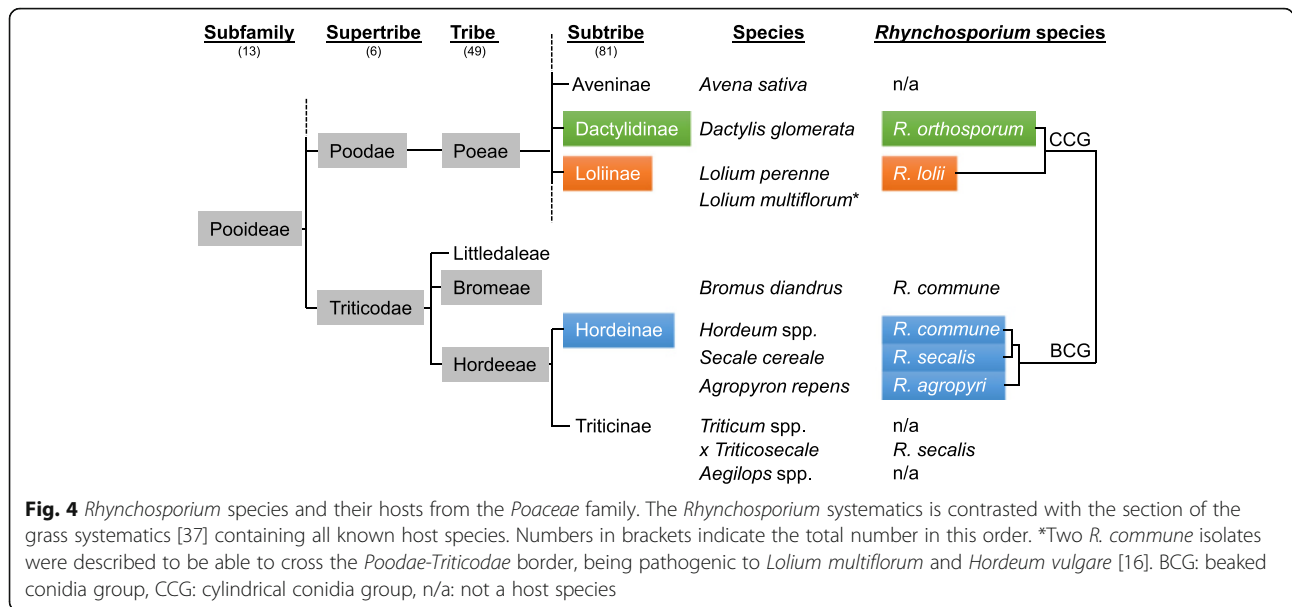 Subfamily Supertribe Tribe Subtribe Species Rhynchosporium species
(13) (6) (49) (81)
Aveninae Avena sativa n/a
Dactylidinae Dactylis glomerata R. orthosporum
CCG
Poodae Poeae
Loliinae Lolium perenne R. lolii
Lolium multiflorum*
Pooideae
Littledaleae
Bromeae Bromus diandrus R. commune
Triticodae
Hordeinae Hordeum spp. R. commune
Secale cereale R. secalis
BCG
Hordeeae
Agropyron repens R. agropyri
Triticinae Triticum spp. n/a
x Triticosecale R. secalis
Aegilops spp. n/a
Fig. 4 Rhynchosporium species and their hosts from the Poaceae family. The Rhynchosporium systematics is contrasted with the section of the
grass systematics [37] containing all known host species. Numbers in brackets indicate the total number in this order. *Two R. commune isolates
were described to be able to cross the Poodae-Triticodae border, being pathogenic to Lolium multiflorum and Hordeum vulgare [16]. BCG: beaked
conidia group, CCG: cylindrical conidia group, n/a: not a host species